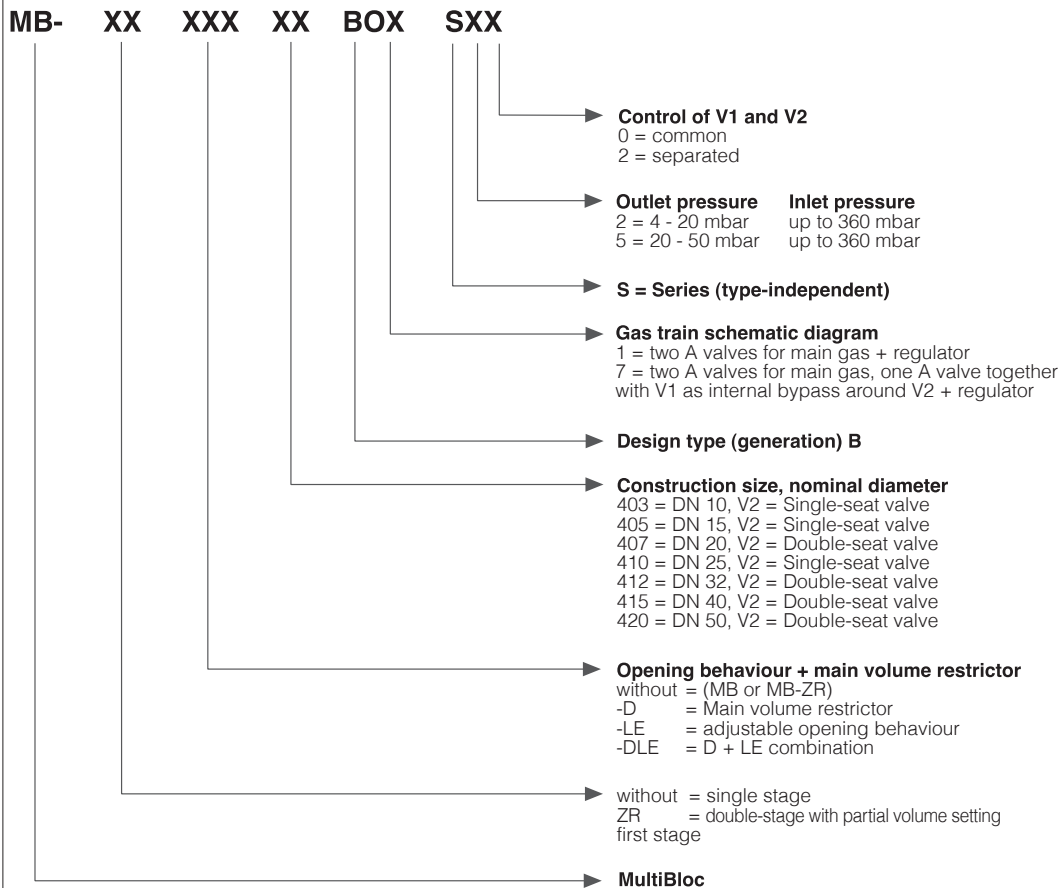 MB- XX XXX XX BOX SXX
Control of V1 and V2
0 = common
2 = separated
Outlet pressure Inlet pressure
2 = 4 - 20 mbar up to 360 mbar
5 = 20 - 50 mbar up to 360 mbar
S = Series (type-independent)
Gas train schematic diagram
1 = two A valves for main gas + regulator
7 = two A valves for main gas, one A valve together
with V1 as internal bypass around V2 + regulator
Design type (generation) B
Construction size, nominal diameter
403 = DN 10, V2 = Single-seat valve
405 = DN 15, V2 = Single-seat valve
407 = DN 20, V2 = Double-seat valve
410 = DN 25, V2 = Single-seat valve
412 = DN 32, V2 = Double-seat valve
415 = DN 40, V2 = Double-seat valve
420 = DN 50, V2 = Double-seat valve
Opening behaviour + main volume restrictor
without = (MB or MB-ZR)
-D = Main volume restrictor
-LE = adjustable opening behaviour
-DLE = D + LE combination
without = single stage
ZR = double-stage with partial volume setting
first stage
MultiBloc